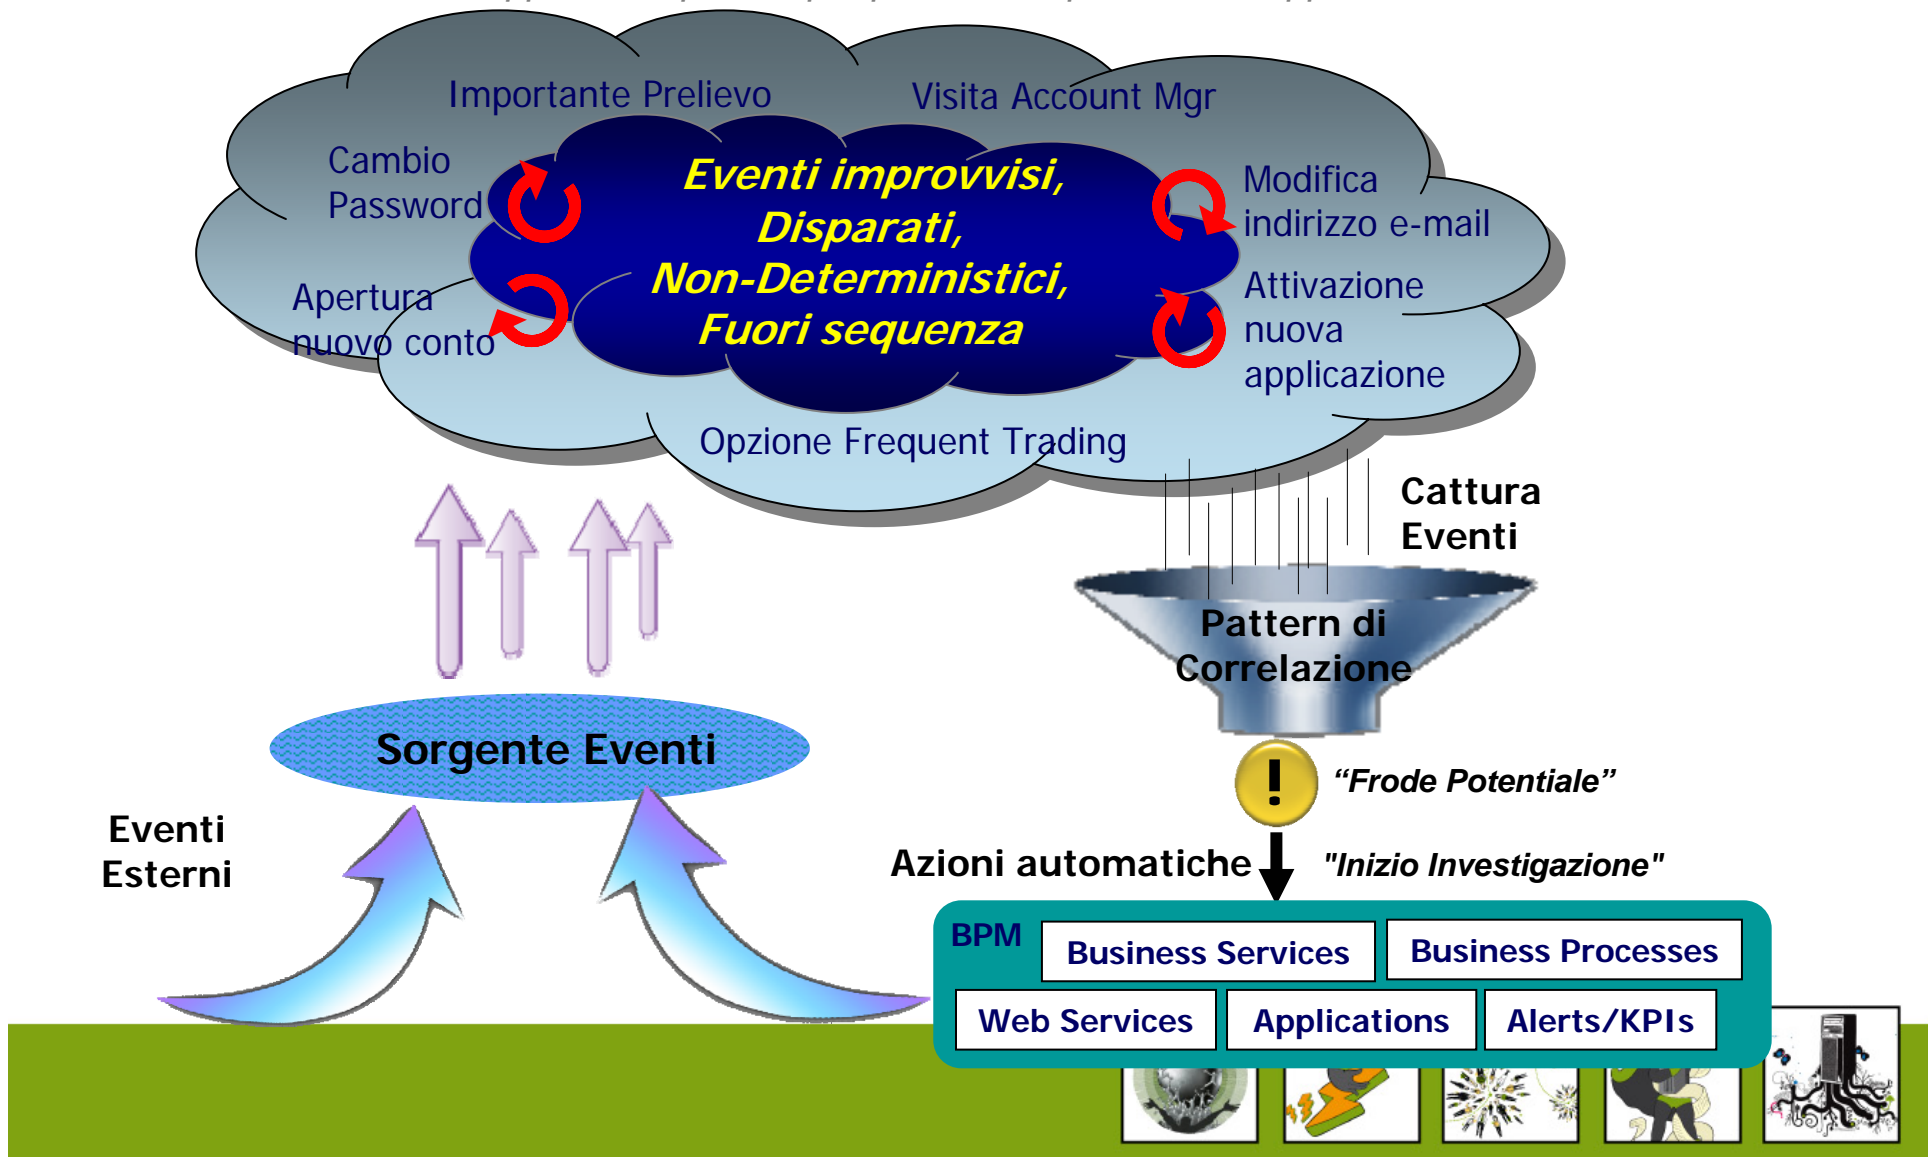 Importante Prelievo
Visita Account Mgr
Cambio
Password
Eventi improvvisi,
Disparati,
Non-Deterministici,
Fuori sequenza
Modifica
indirizzo e-mail
Apertura
nuovo conto
Attivazione
nuova
applicazione
Opzione Frequent Trading
Cattura
Eventi
Pattern di
Correlazione
Sorgente Eventi
“Frode Potentiale”
Eventi
Esterni
Azioni automatiche
"Inizio Investigazione"
BPM
Business Services
Business Processes
Web Services
Applications
Alerts/KPIs